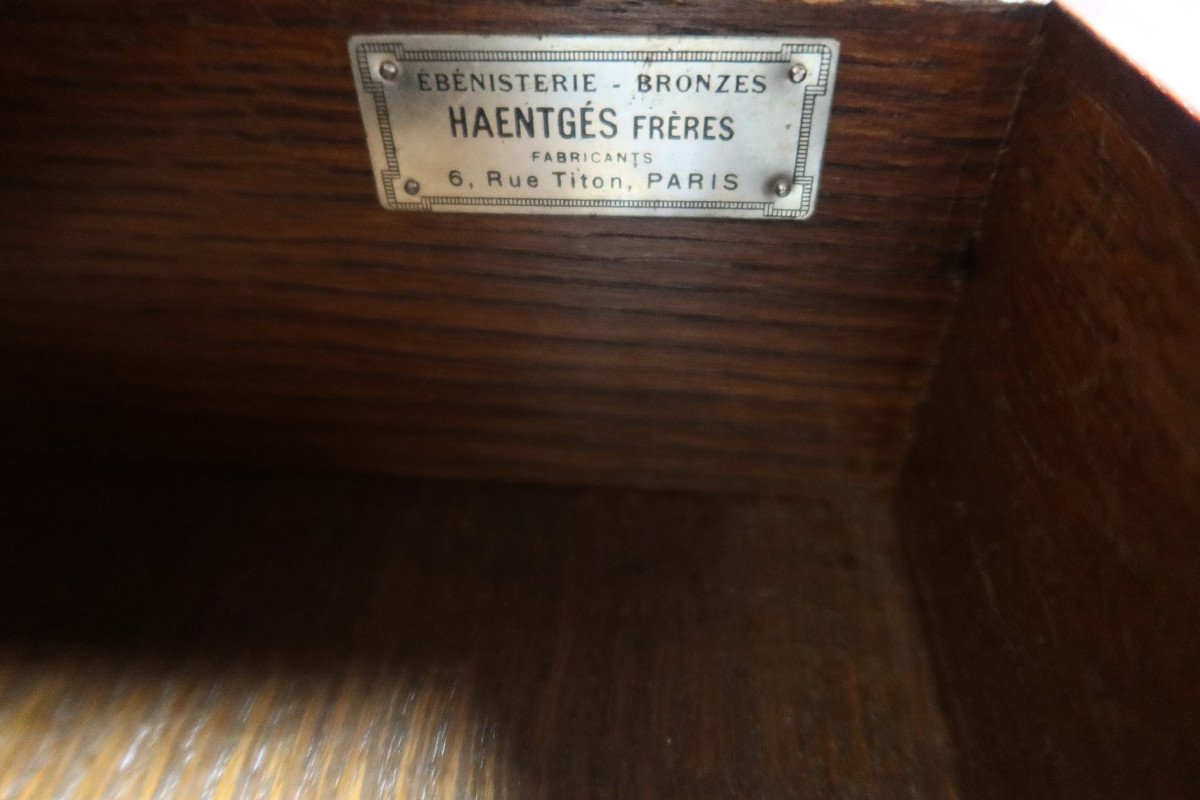 ÉBÉNISTERIE - BRONZES
HAENTGÉS FRÈRES
FABRICANTS
6, Rue Titon, PARIS